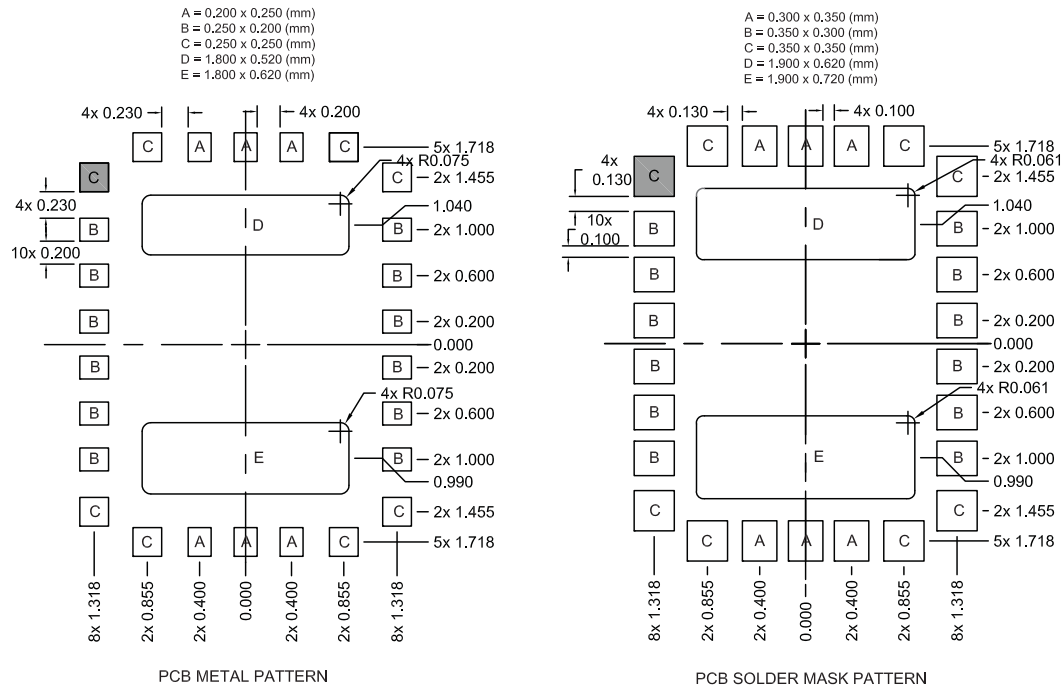 A = 0.200 x 0.250 (mm)
B = 0.250 x 0.200 (mm)
C = 0.250 x 0.250 (mm)
D = 1.800 x 0.520 (mm)
E = 1.800 x 0.620 (mm)
4x 0.230
4x 0.200
C A A A C
5x 1.718
4x R0.075
C
C
2x 1.455
4x 0.230
1.040
B
D
B
2x 1.000
10x 0.200
B
B
2x 0.600
B
B
2x 0.200
0.000
B
B
2x 0.200
4x R0.075
B
B
2x 0.600
B
E
B
2x 1.000
0.990
C
C
2x 1.455
C A A A C
5x 1.718
8x 1.318
2x 0.855
2x 0.400
0.000
2x 0.400
2x 0.855
8x 1.318
PCB METAL PATTERN
A = 0.300 x 0.350 (mm)
B = 0.350 x 0.300 (mm)
C = 0.350 x 0.350 (mm)
D = 1.900 x 0.620 (mm)
E = 1.900 x 0.720 (mm)
4x 0.130
4x 0.100
C A A A C
5x 1.718
4x R0.061
4x
0.130
C
C
2x 1.455
1.040
10x
0.100
B
D
B
2x 1.000
B
B
2x 0.600
B
B
2x 0.200
0.000
B
B
2x 0.200
4x R0.061
B
B
2x 0.600
B
E
B
2x 1.000
0.990
C
C
2x 1.455
C A A A C
5x 1.718
8x 1.318
2x 0.855
2x 0.400
0.000
2x 0.400
2x 0.855
8x 1.318
PCB SOLDER MASK PATTERN